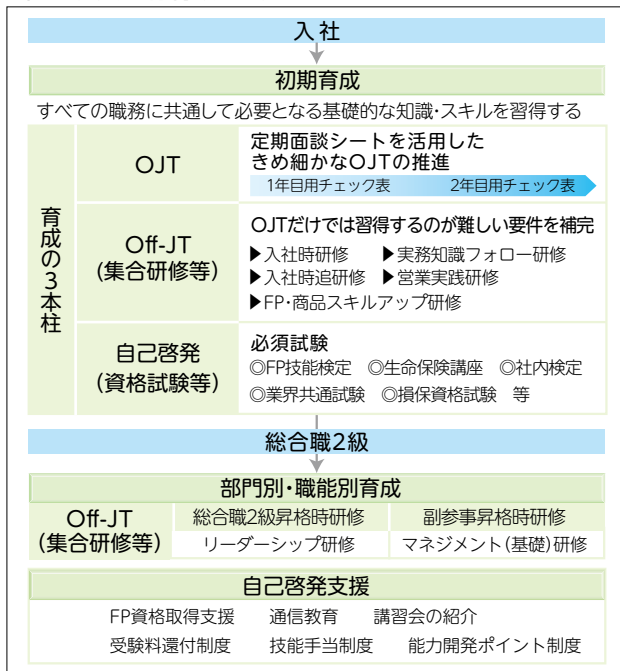 入社
初期育成
すべての職務に共通して必要となる基礎的な知識・スキルを習得する
育成の3本柱
OJT
定期面談シートを活用した
きめ細かなOJTの推進
1年目用チェック表 2年目用チェック表
Off-JT
(集合研修等)
OJTだけでは習得するのが難しい要件を補完
▶入社時研修 ▶実務知識フォロー研修
▶入社時追研修 ▶営業実践研修
▶FP・商品スキルアップ研修
自己啓発
(資格試験等)
必須試験
◎FP技能検定 ◎生命保険講座 ◎社内検定
◎業界共通試験 ◎損保資格試験 等
総合職2級
部門別・職能別育成
Off-JT
(集合研修等)
総合職2級昇格時研修 副参事昇格時研修
リーダーシップ研修 マネジメント(基礎)研修
自己啓発支援
FP資格取得支援 通信教育 講習会の紹介
受験料還付制度 技能手当制度 能力開発ポイント制度